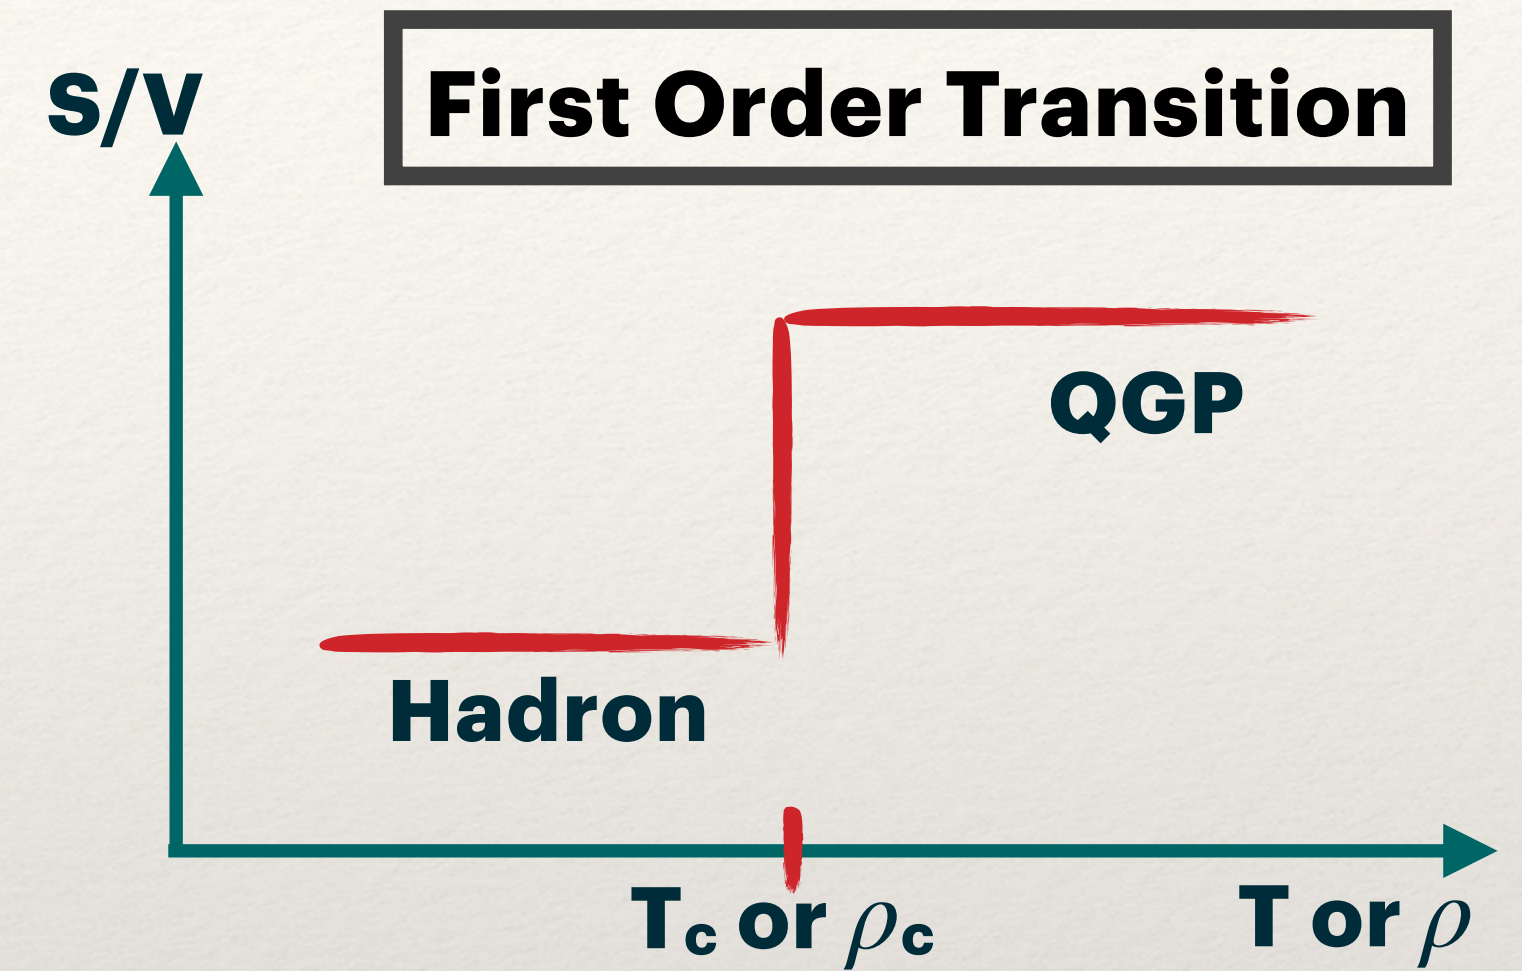 First Order Transition
S/V
QGP
Hadron
Tc or ρc
T or ρ